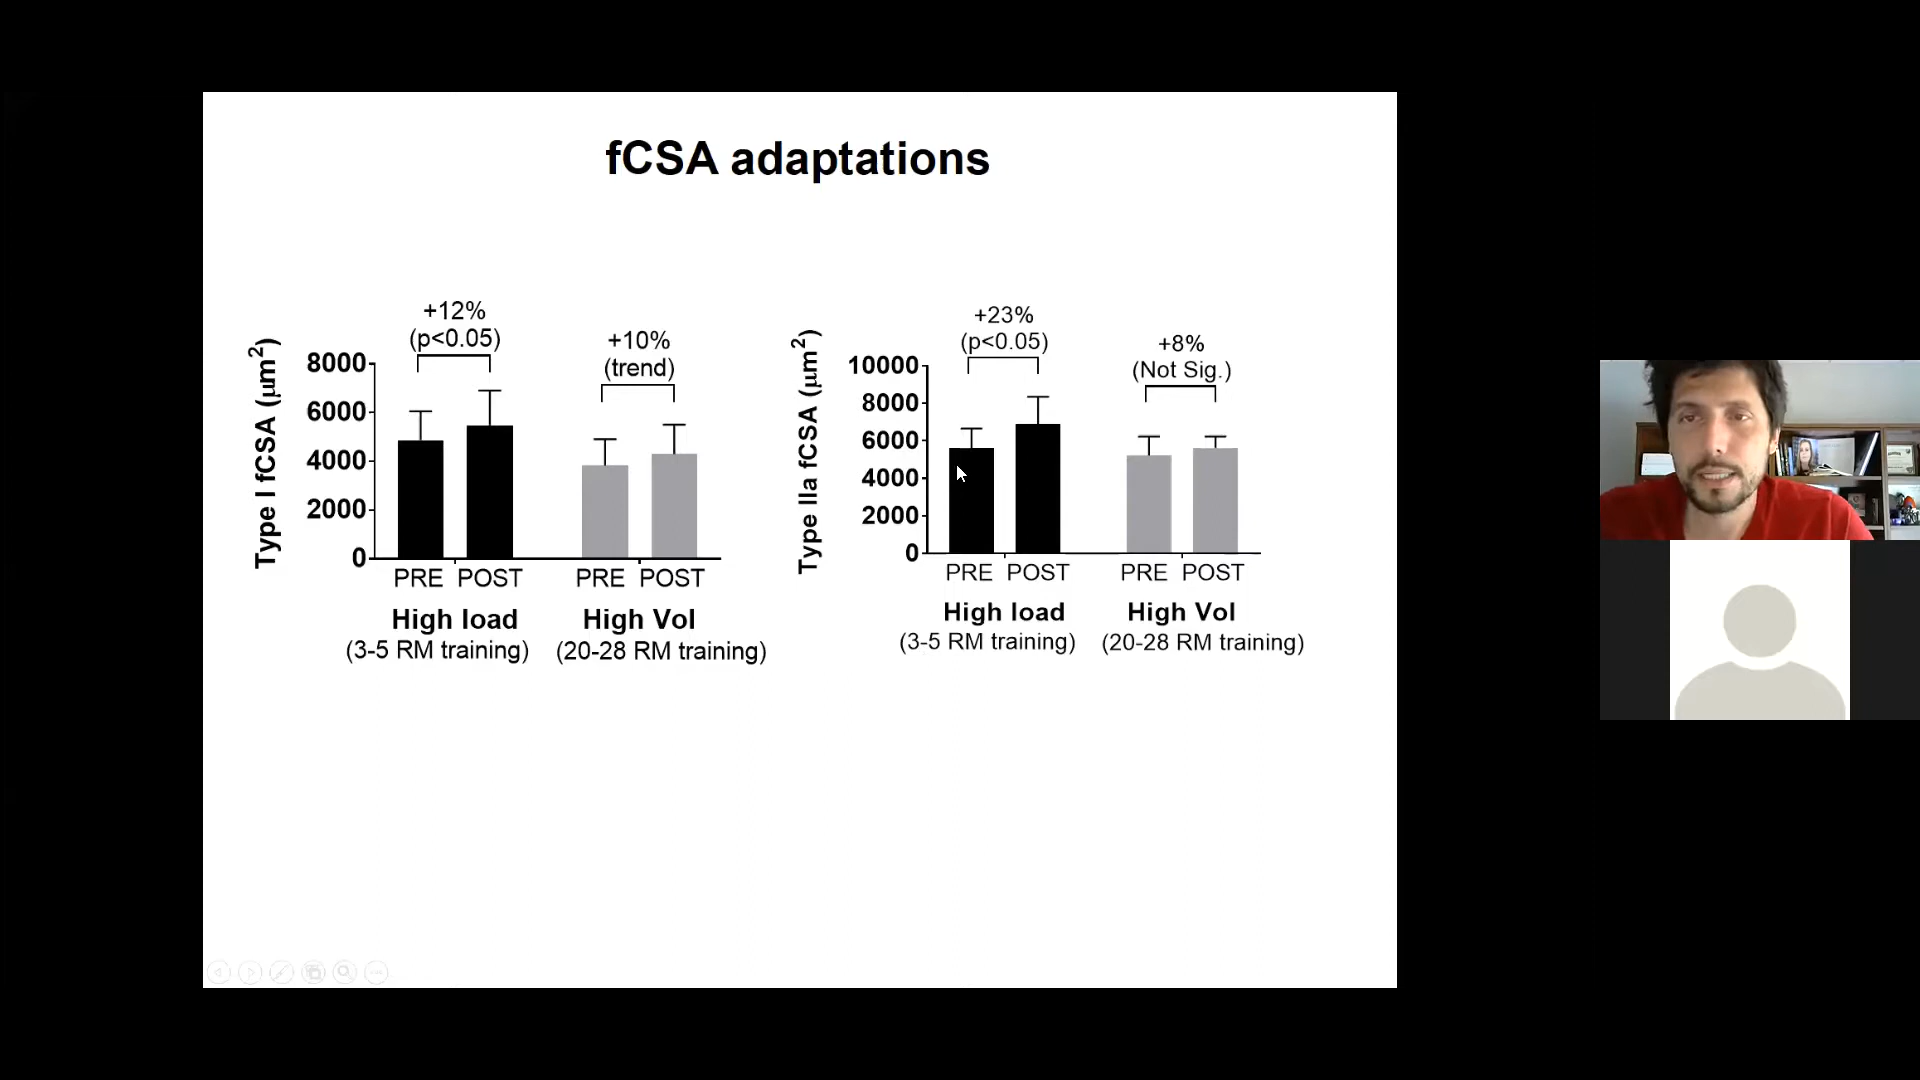 fCSA adaptations
+12%
(p<0.05)
+10%
(trend)
Type I fCSA (μm²)
8000
6000
4000
2000
0
PRE POST PRE POST
High load High Vol
(3-5 RM training) (20-28 RM training)
+23%
(p<0.05)
+8%
(Not Sig.)
Type IIa fCSA (μm²)
10000
8000
6000
4000
2000
0
PRE POST PRE POST
High load High Vol
(3-5 RM training) (20-28 RM training)